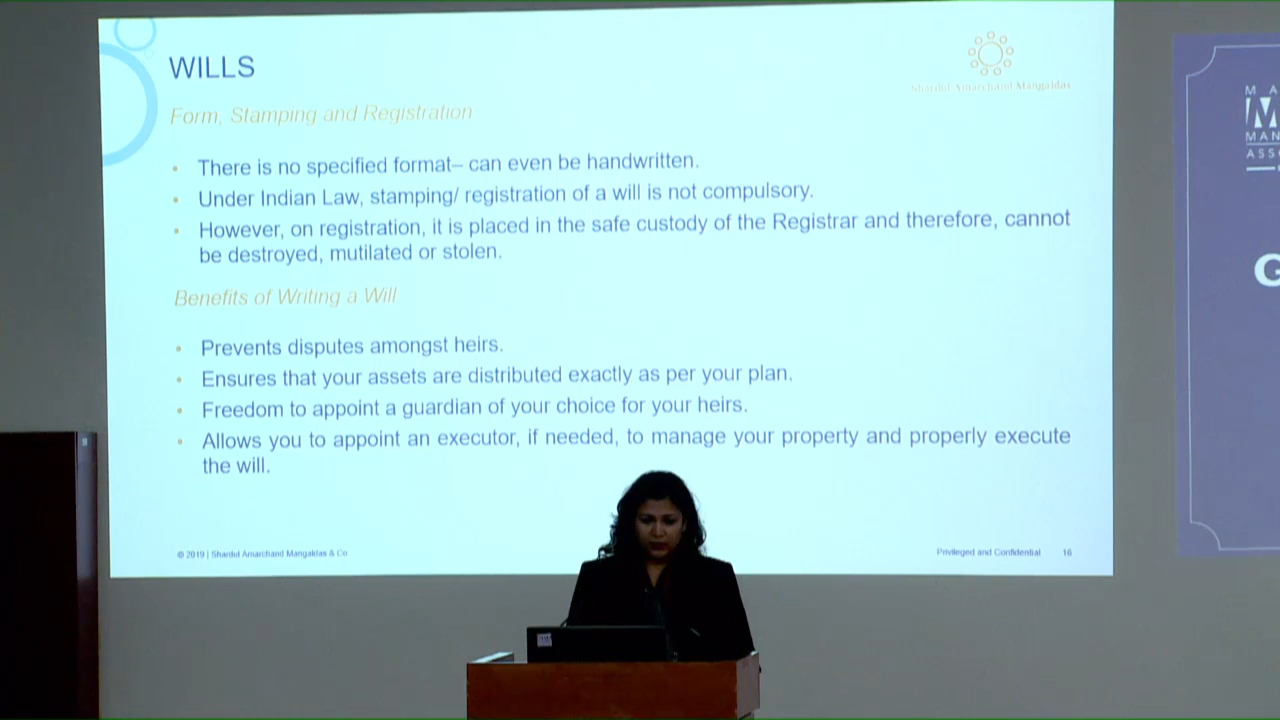 WILLS
Shardul Amarchand Mangaldas
Form, Stamping and Registration
• There is no specified format– can even be handwritten.
• Under Indian Law, stamping/ registration of a will is not compulsory.
• However, on registration, it is placed in the safe custody of the Registrar and therefore, cannot
be destroyed, mutilated or stolen.
Benefits of Writing a Will
• Prevents disputes amongst heirs.
• Ensures that your assets are distributed exactly as per your plan.
• Freedom to appoint a guardian of your choice for your heirs.
• Allows you to appoint an executor, if needed, to manage your property and properly execute
the will.
© 2019 | Shardul Amarchand Mangaldas & Co
Privileged and Confidential 16
M A
M
MAN
ASS
G